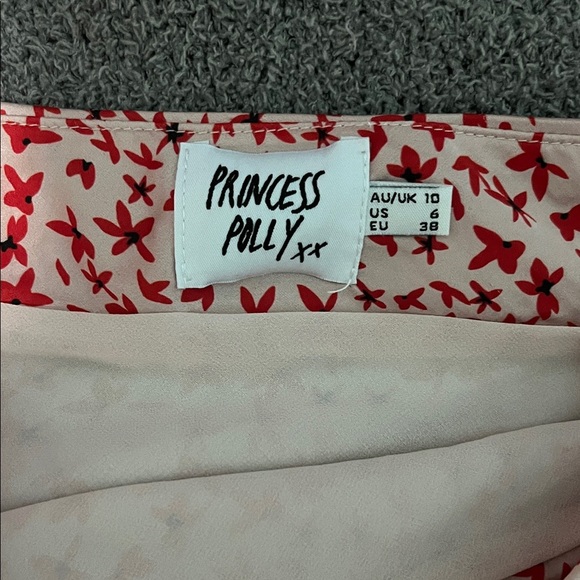 PRINCESS
POLLY xx
AU/UK 10
US 6
EU 38